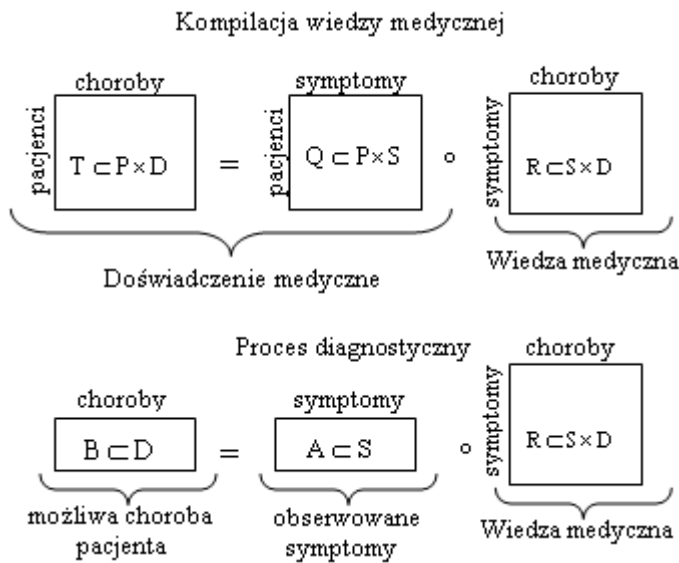 Kompilacja wiedzy medycznej
choroby
symptomy
choroby
pacjenci
T ⊂ P×D
=
pacjenci
Q ⊂ P×S
∘
symptomy
R⊂S×D
Doświadczenie medyczne
Wiedza medyczna
Proces diagnostyczny
choroby
choroby
symptomy
B ⊂ D
=
A ⊂ S
∘
symptomy
R⊂S×D
możliwa choroba
pacjenta
obserwowane
symptomy
Wiedza medyczna